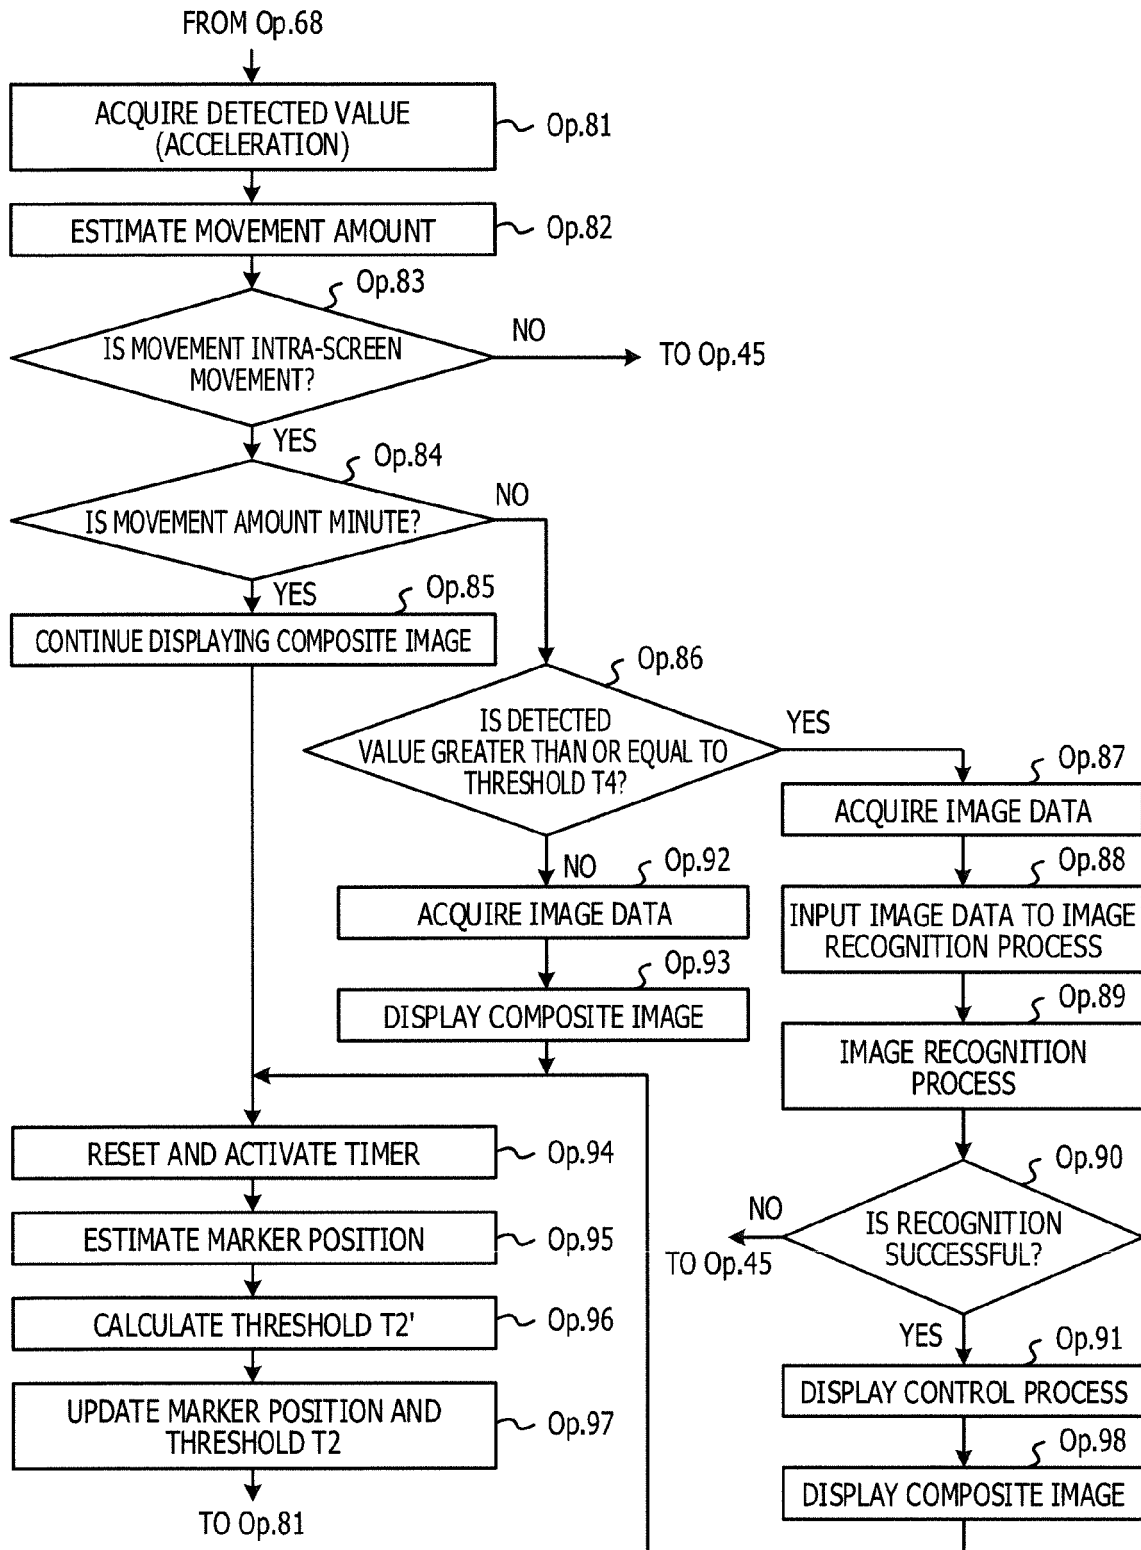 FROM Op.68
ACQUIRE DETECTED VALUE
(ACCELERATION)
Op.81
ESTIMATE MOVEMENT AMOUNT
Op.82
Op.83
IS MOVEMENT INTRA-SCREEN
MOVEMENT?
NO
TO Op.45
YES
Op.84
IS MOVEMENT AMOUNT MINUTE?
NO
YES
Op.85
CONTINUE DISPLAYING COMPOSITE IMAGE
Op.86
IS DETECTED
VALUE GREATER THAN OR EQUAL TO
THRESHOLD T4?
YES
NO
Op.87
ACQUIRE IMAGE DATA
Op.88
INPUT IMAGE DATA TO IMAGE
RECOGNITION PROCESS
Op.89
IMAGE RECOGNITION
PROCESS
Op.90
IS RECOGNITION
SUCCESSFUL?
NO
TO Op.45
YES
Op.91
DISPLAY CONTROL PROCESS
Op.98
DISPLAY COMPOSITE IMAGE
Op.92
ACQUIRE IMAGE DATA
Op.93
DISPLAY COMPOSITE IMAGE
RESET AND ACTIVATE TIMER
Op.94
ESTIMATE MARKER POSITION
Op.95
CALCULATE THRESHOLD T2'
Op.96
UPDATE MARKER POSITION AND
THRESHOLD T2
Op.97
TO Op.81